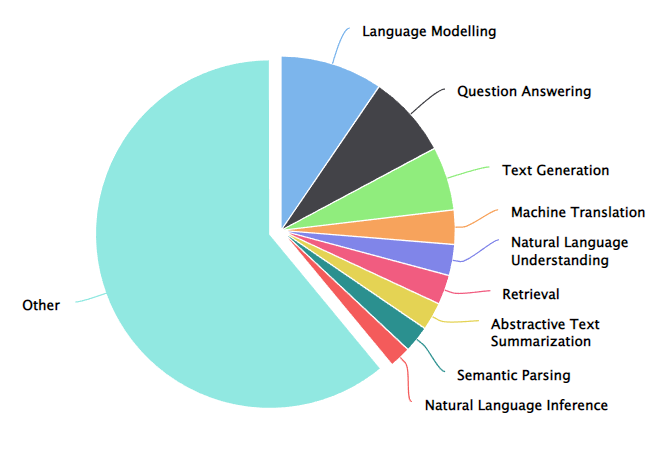 Language Modelling
Question Answering
Text Generation
Machine Translation
Natural Language
Understanding
Retrieval
Other
Abstractive Text
Summarization
Semantic Parsing
Natural Language Inference